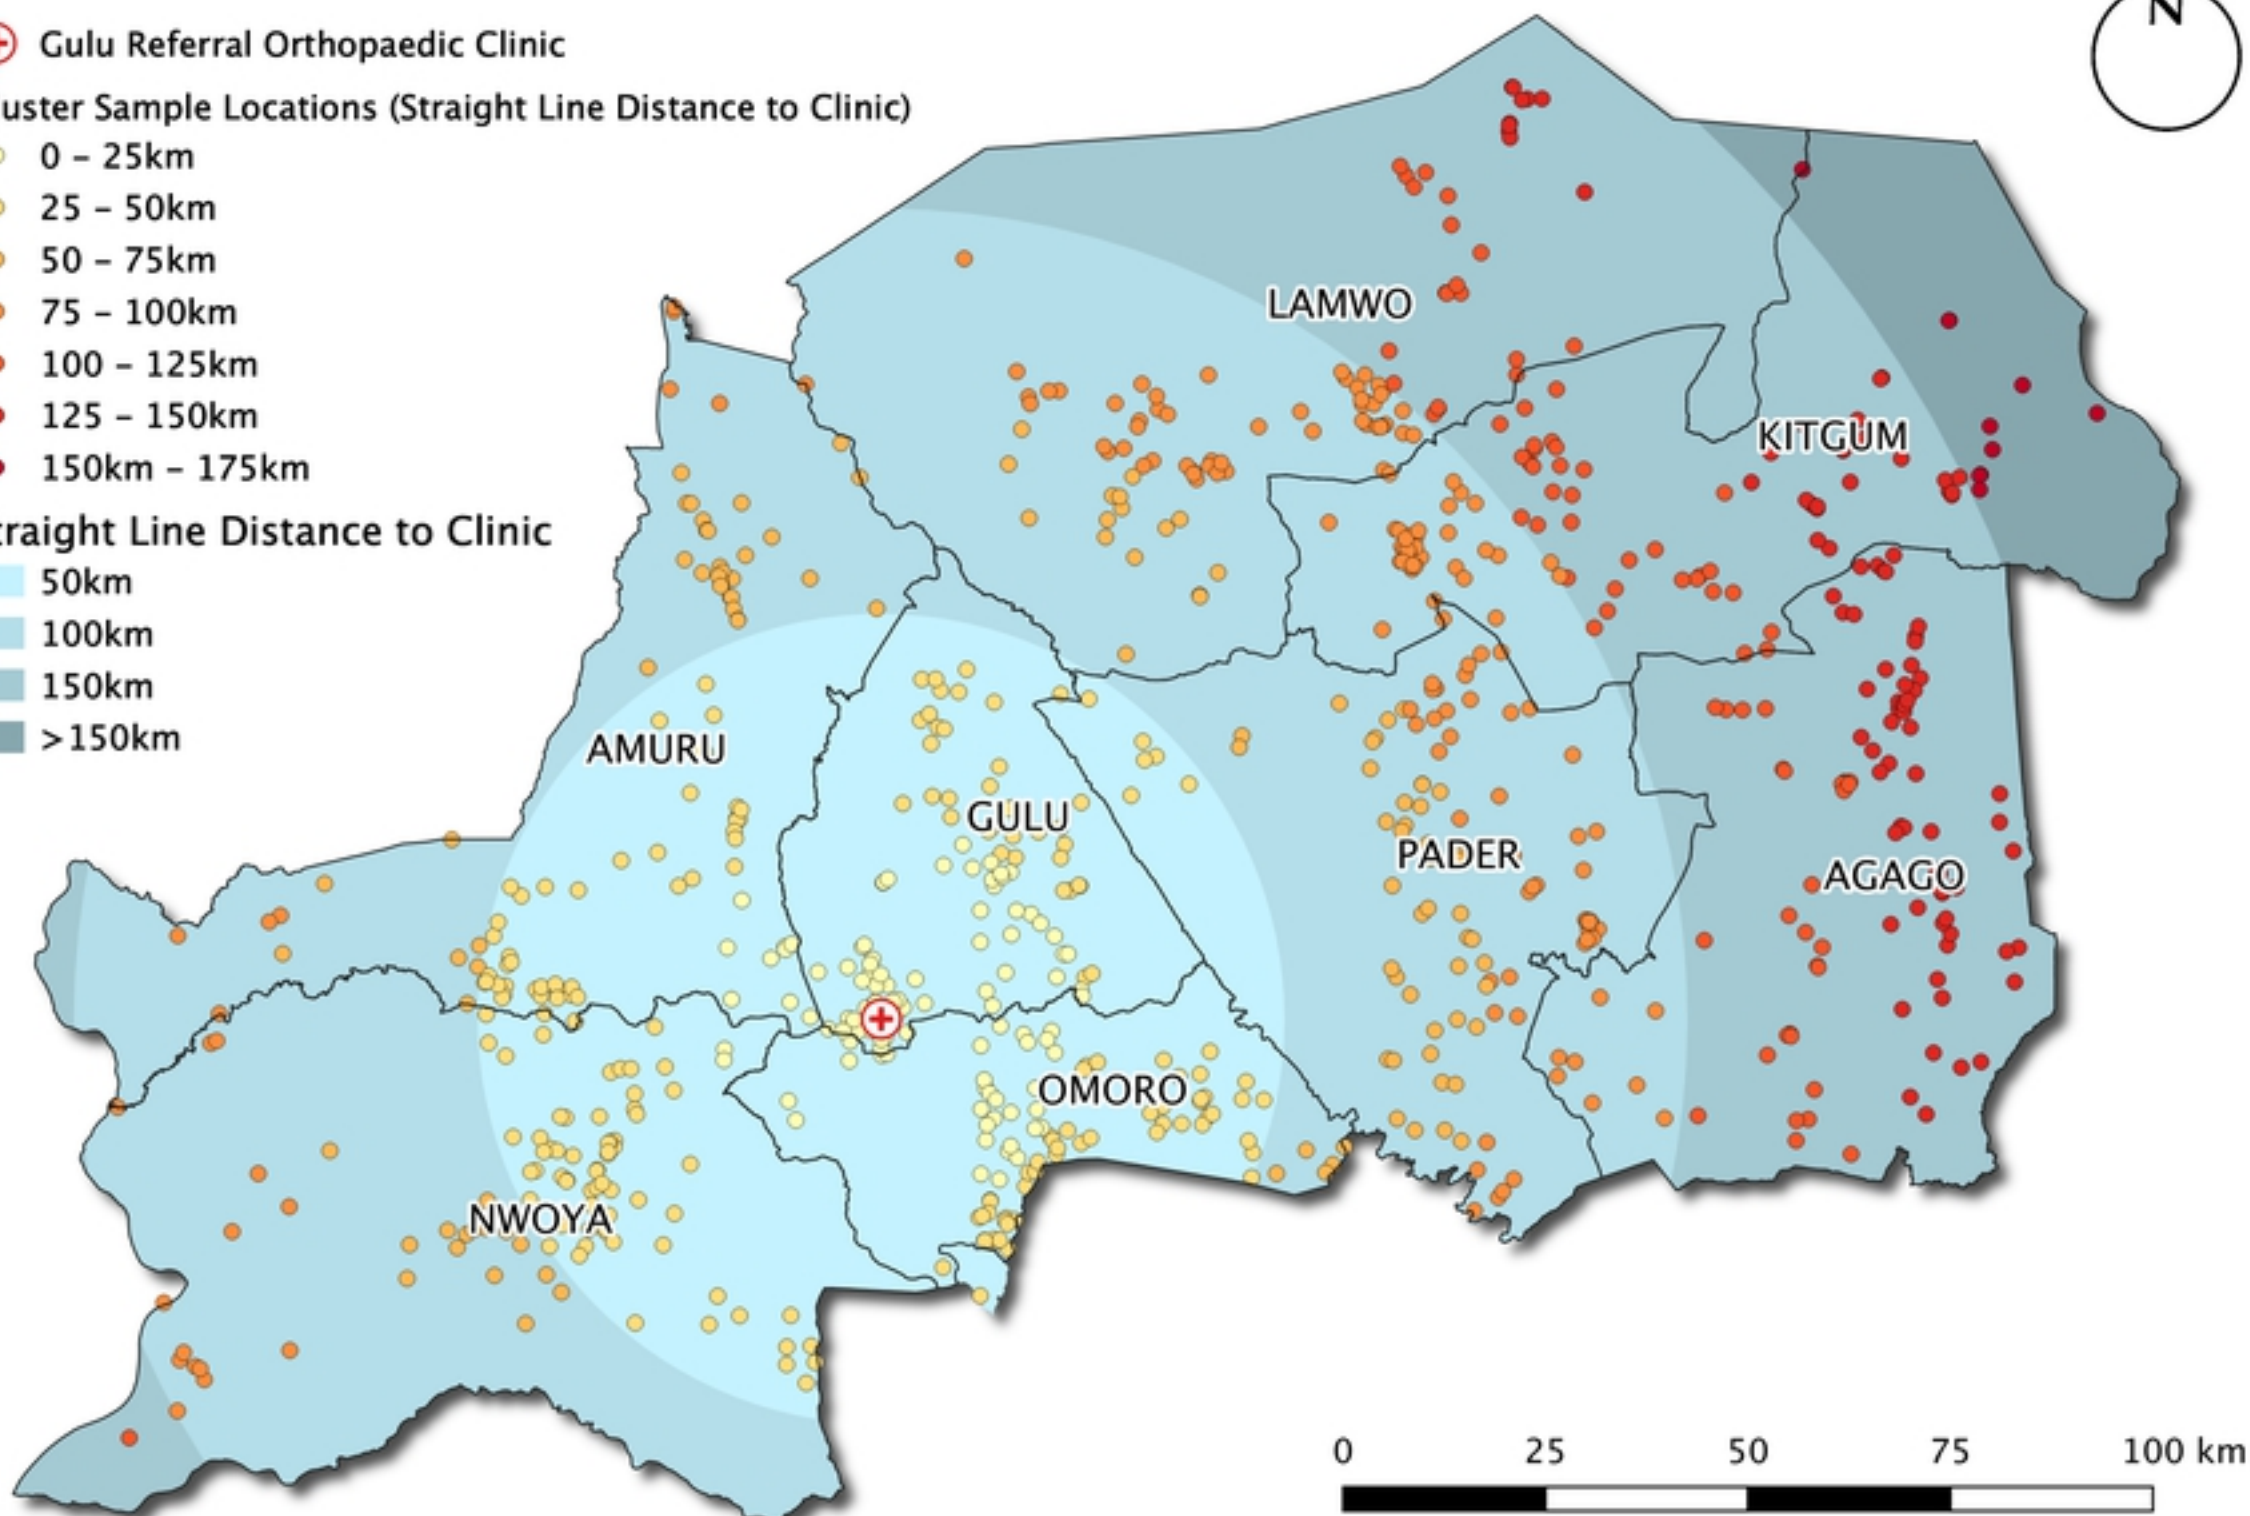 N
Gulu Referral Orthopaedic Clinic
uster Sample Locations (Straight Line Distance to Clinic)
0 – 25km
25 – 50km
50 – 75km
75 – 100km
100 – 125km
125 – 150km
150km – 175km
traight Line Distance to Clinic
50km
100km
150km
>150km
LAMWO
KITGUM
AMURU
GULU
PADER
AGAGO
OMORO
NWOYA
0 25 50 75 100 km